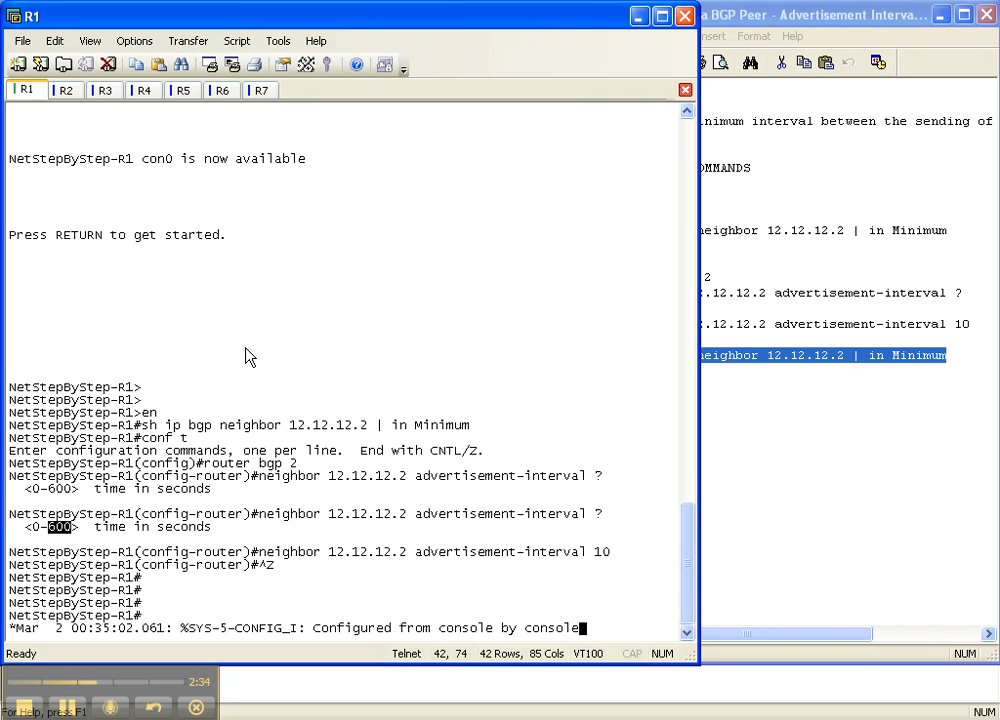 R1
File Edit View Options Transfer Script Tools Help
R1 R2 R3 R4 R5 R6 R7
NetStepByStep-R1 con0 is now available
Press RETURN to get started.
NetStepByStep-R1>
NetStepByStep-R1>
NetStepByStep-R1>en
NetStepByStep-R1#sh ip bgp neighbor 12.12.12.2 | in Minimum
NetStepByStep-R1#conf t
Enter configuration commands, one per line.  End with CNTL/Z.
NetStepByStep-R1(config)#router bgp 2
NetStepByStep-R1(config-router)#neighbor 12.12.12.2 advertisement-interval ?
<0-600>  time in seconds
NetStepByStep-R1(config-router)#neighbor 12.12.12.2 advertisement-interval ?
<0-600>  time in seconds
NetStepByStep-R1(config-router)#neighbor 12.12.12.2 advertisement-interval 10
NetStepByStep-R1(config-router)#^Z
NetStepByStep-R1#
NetStepByStep-R1#
NetStepByStep-R1#
NetStepByStep-R1#
*Mar  2 00:35:02.061: %SYS-5-CONFIG_I: Configured from console by console
Ready Telnet 42, 74 42 Rows, 85 Cols VT100 CAP NUM
a BGP Peer - Advertisement Interva...
nsert Format Help
nimum interval between the sending of
OMMANDS
neighbor 12.12.12.2 | in Minimum
2
.12.12.2 advertisement-interval ?
.12.12.2 advertisement-interval 10
neighbor 12.12.12.2 | in Minimum
NUM
2:34
For Help, press F1
NUM